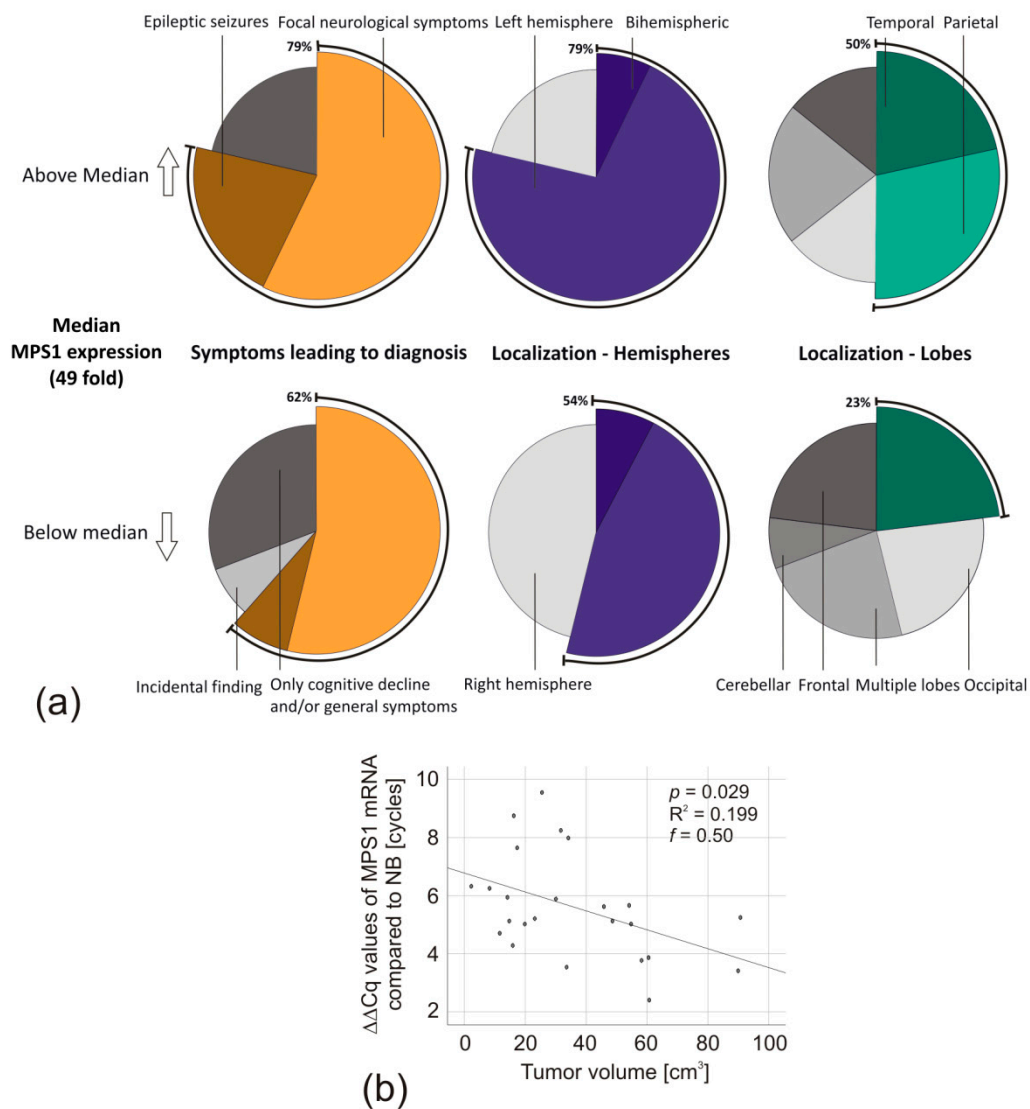 Epileptic seizures
Focal neurological symptoms
Left hemisphere
Bihemispheric
Temporal
Parietal
79%
79%
50%
Above Median
Median
MPS1 expression
(49 fold)
Symptoms leading to diagnosis
Localization - Hemispheres
Localization - Lobes
62%
54%
23%
Below median
Incidental finding
Only cognitive decline
and/or general symptoms
Right hemisphere
Cerebellar
Frontal
Multiple lobes
Occipital
(a)
ΔΔCq values of MPS1 mRNA
compared to NB [cycles]
10
8
6
4
2
p = 0.029
R² = 0.199
f = 0.50
0
20
40
60
80
100
Tumor volume [cm³]
(b)